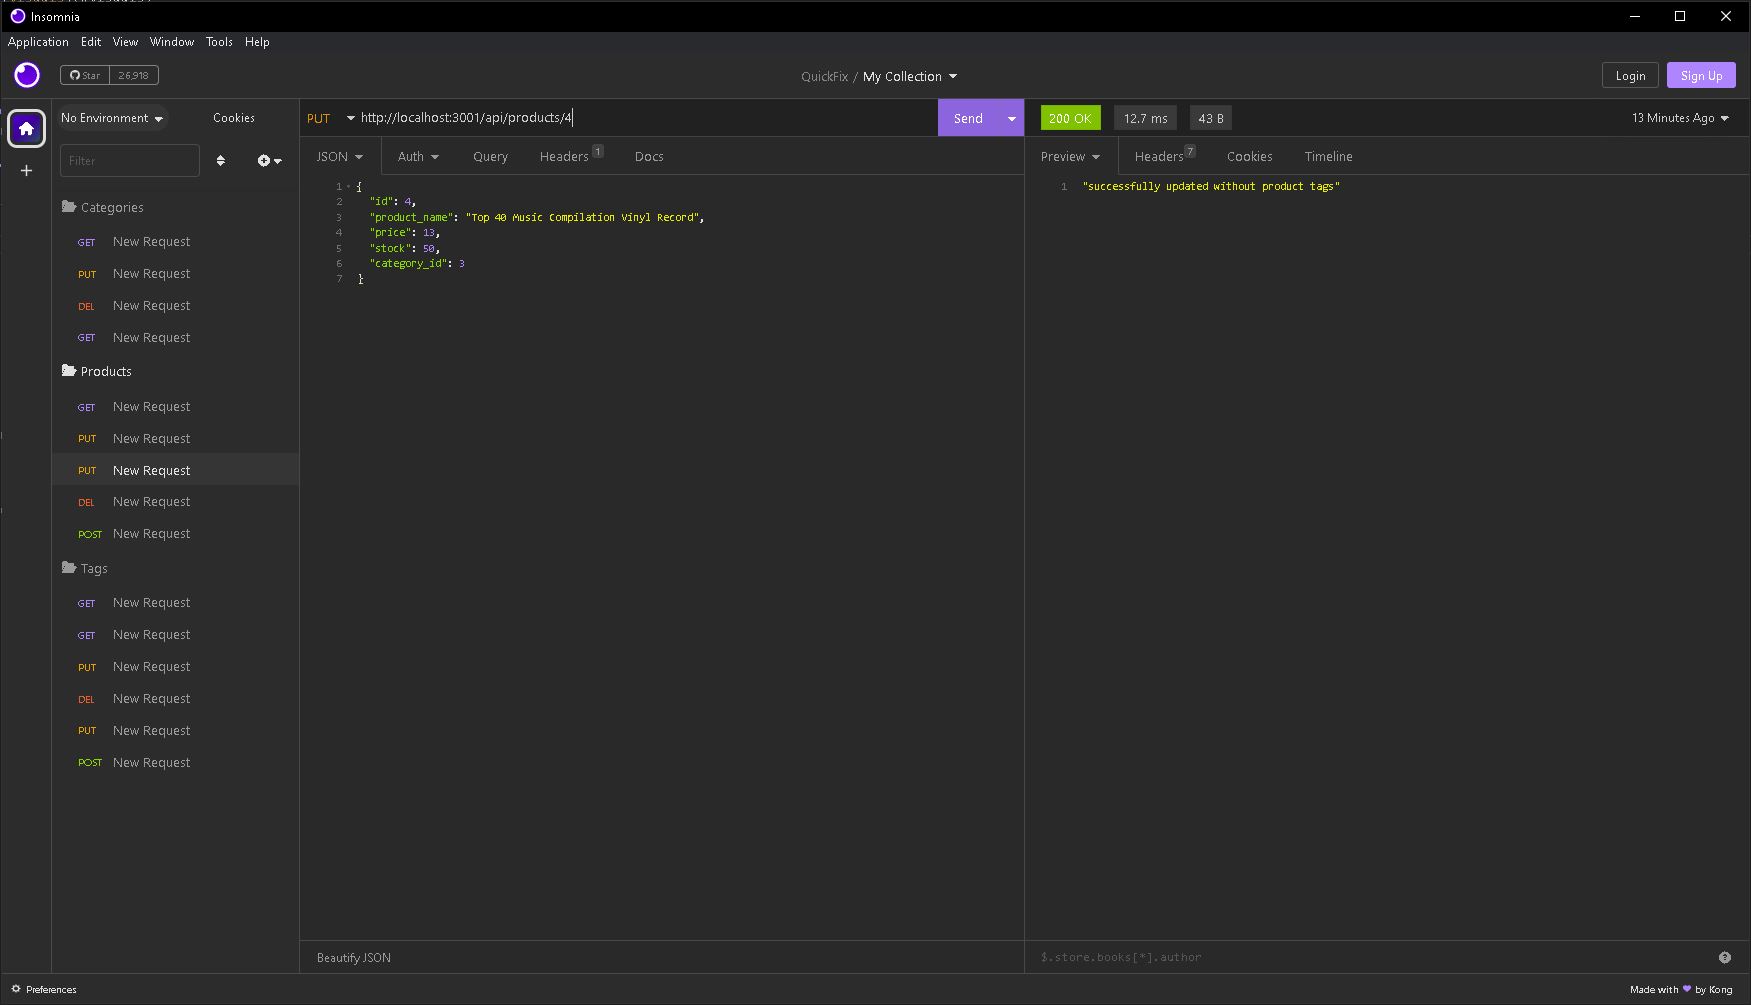 Insomnia
Application Edit View Window Tools Help
Star 26,918
QuickFix / My Collection
Login Sign Up
No Environment Cookies
Filter
Categories
GET New Request
PUT New Request
DEL New Request
GET New Request
Products
GET New Request
PUT New Request
PUT New Request
DEL New Request
POST New Request
Tags
GET New Request
GET New Request
PUT New Request
DEL New Request
PUT New Request
POST New Request
PUT http://localhost:3001/api/products/4 Send
JSON Auth Query Headers 1 Docs
1 {
2 "id": 4,
3 "product_name": "Top 40 Music Compilation Vinyl Record",
4 "price": 13,
5 "stock": 50,
6 "category_id": 3
7 }
Beautify JSON
200 OK 12.7 ms 43 B 13 Minutes Ago
Preview Headers 7 Cookies Timeline
1 "successfully updated without product tags"
$.store.books[*].author
Preferences
Made with ♥ by Kong